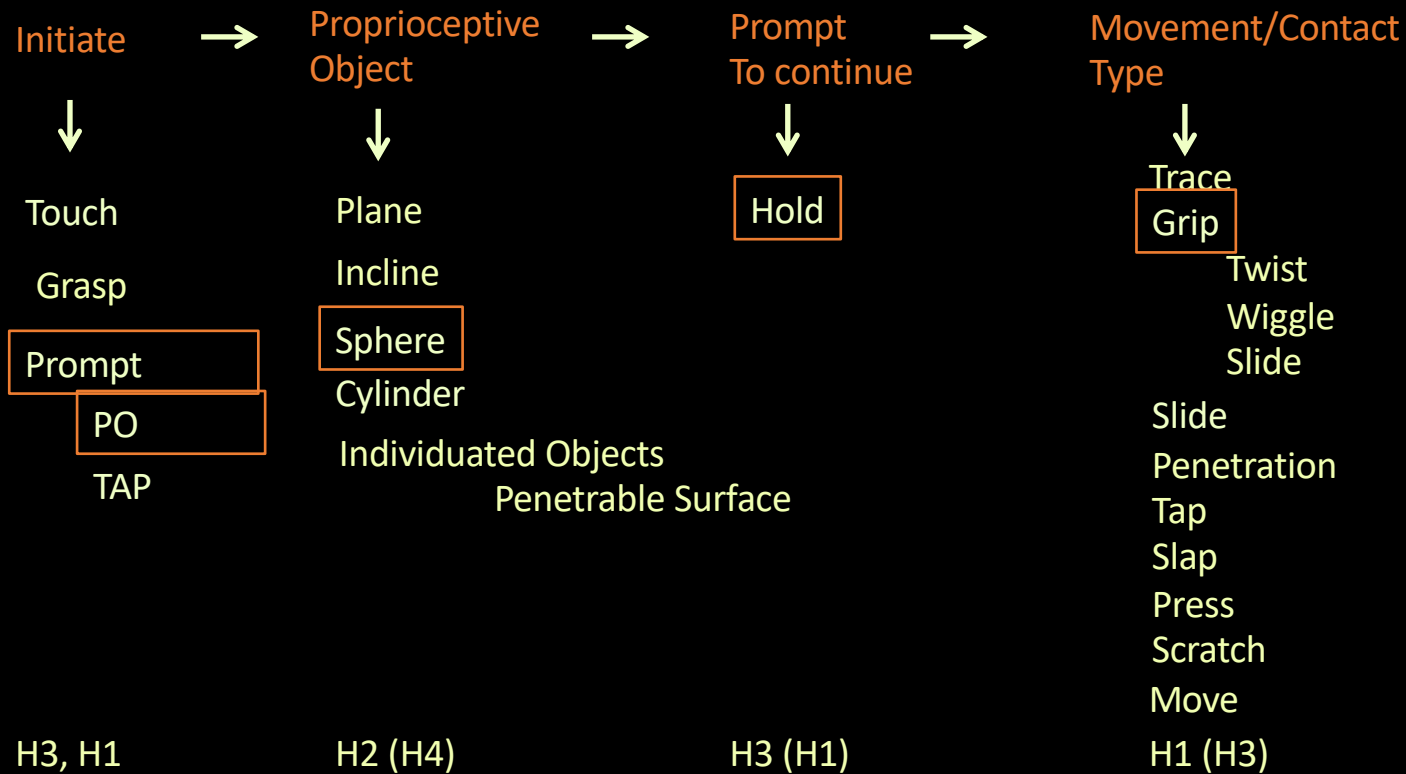 Initiate
Proprioceptive
Object
Prompt
To continue
Movement/Contact
Type
Touch
Grasp
Prompt
PO
TAP
Plane
Incline
Sphere
Cylinder
Individuated Objects
Penetrable Surface
Hold
Trace
Grip
Twist
Wiggle
Slide
Slide
Penetration
Tap
Slap
Press
Scratch
Move
H3, H1
H2 (H4)
H3 (H1)
H1 (H3)